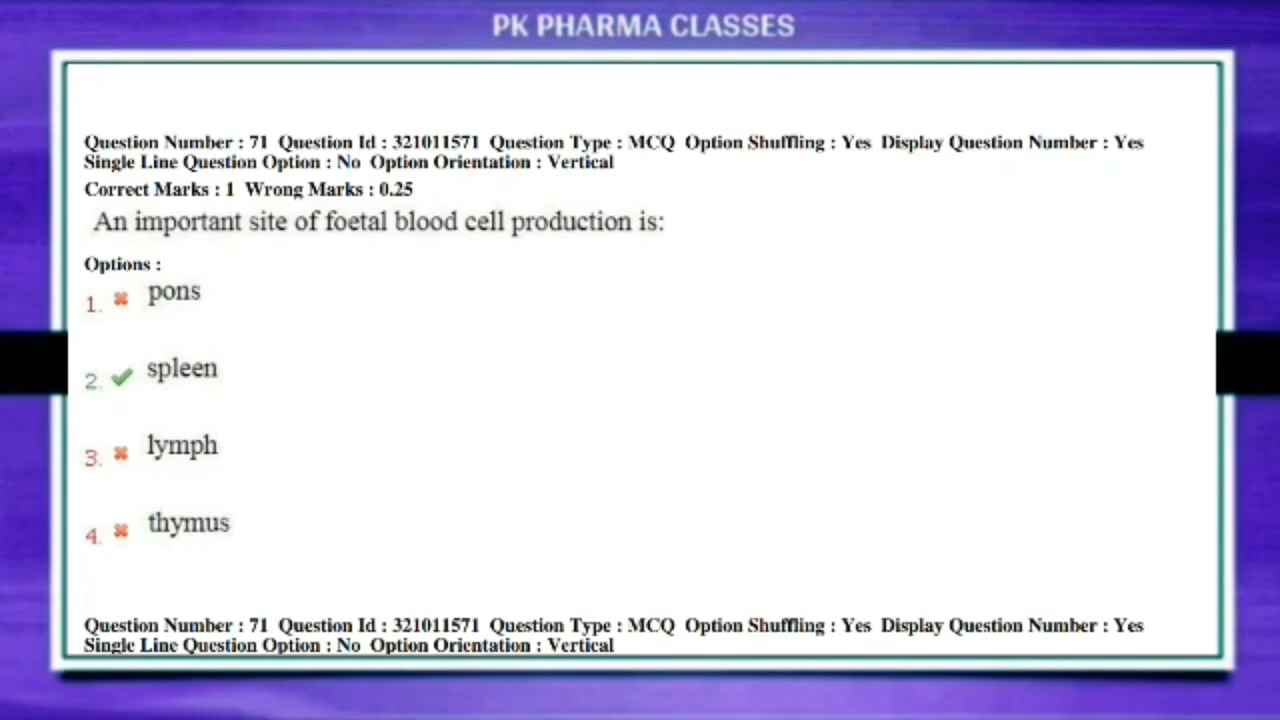 PK PHARMA CLASSES
Question Number : 71 Question Id : 321011571 Question Type : MCQ Option Shuffling : Yes Display Question Number : Yes
Single Line Question Option : No Option Orientation : Vertical
Correct Marks : 1 Wrong Marks : 0.25
An important site of foetal blood cell production is:
Options :
1. ✖ pons
2. ✔ spleen
3. ✖ lymph
4. ✖ thymus
Question Number : 71 Question Id : 321011571 Question Type : MCQ Option Shuffling : Yes Display Question Number : Yes
Single Line Question Option : No Option Orientation : Vertical